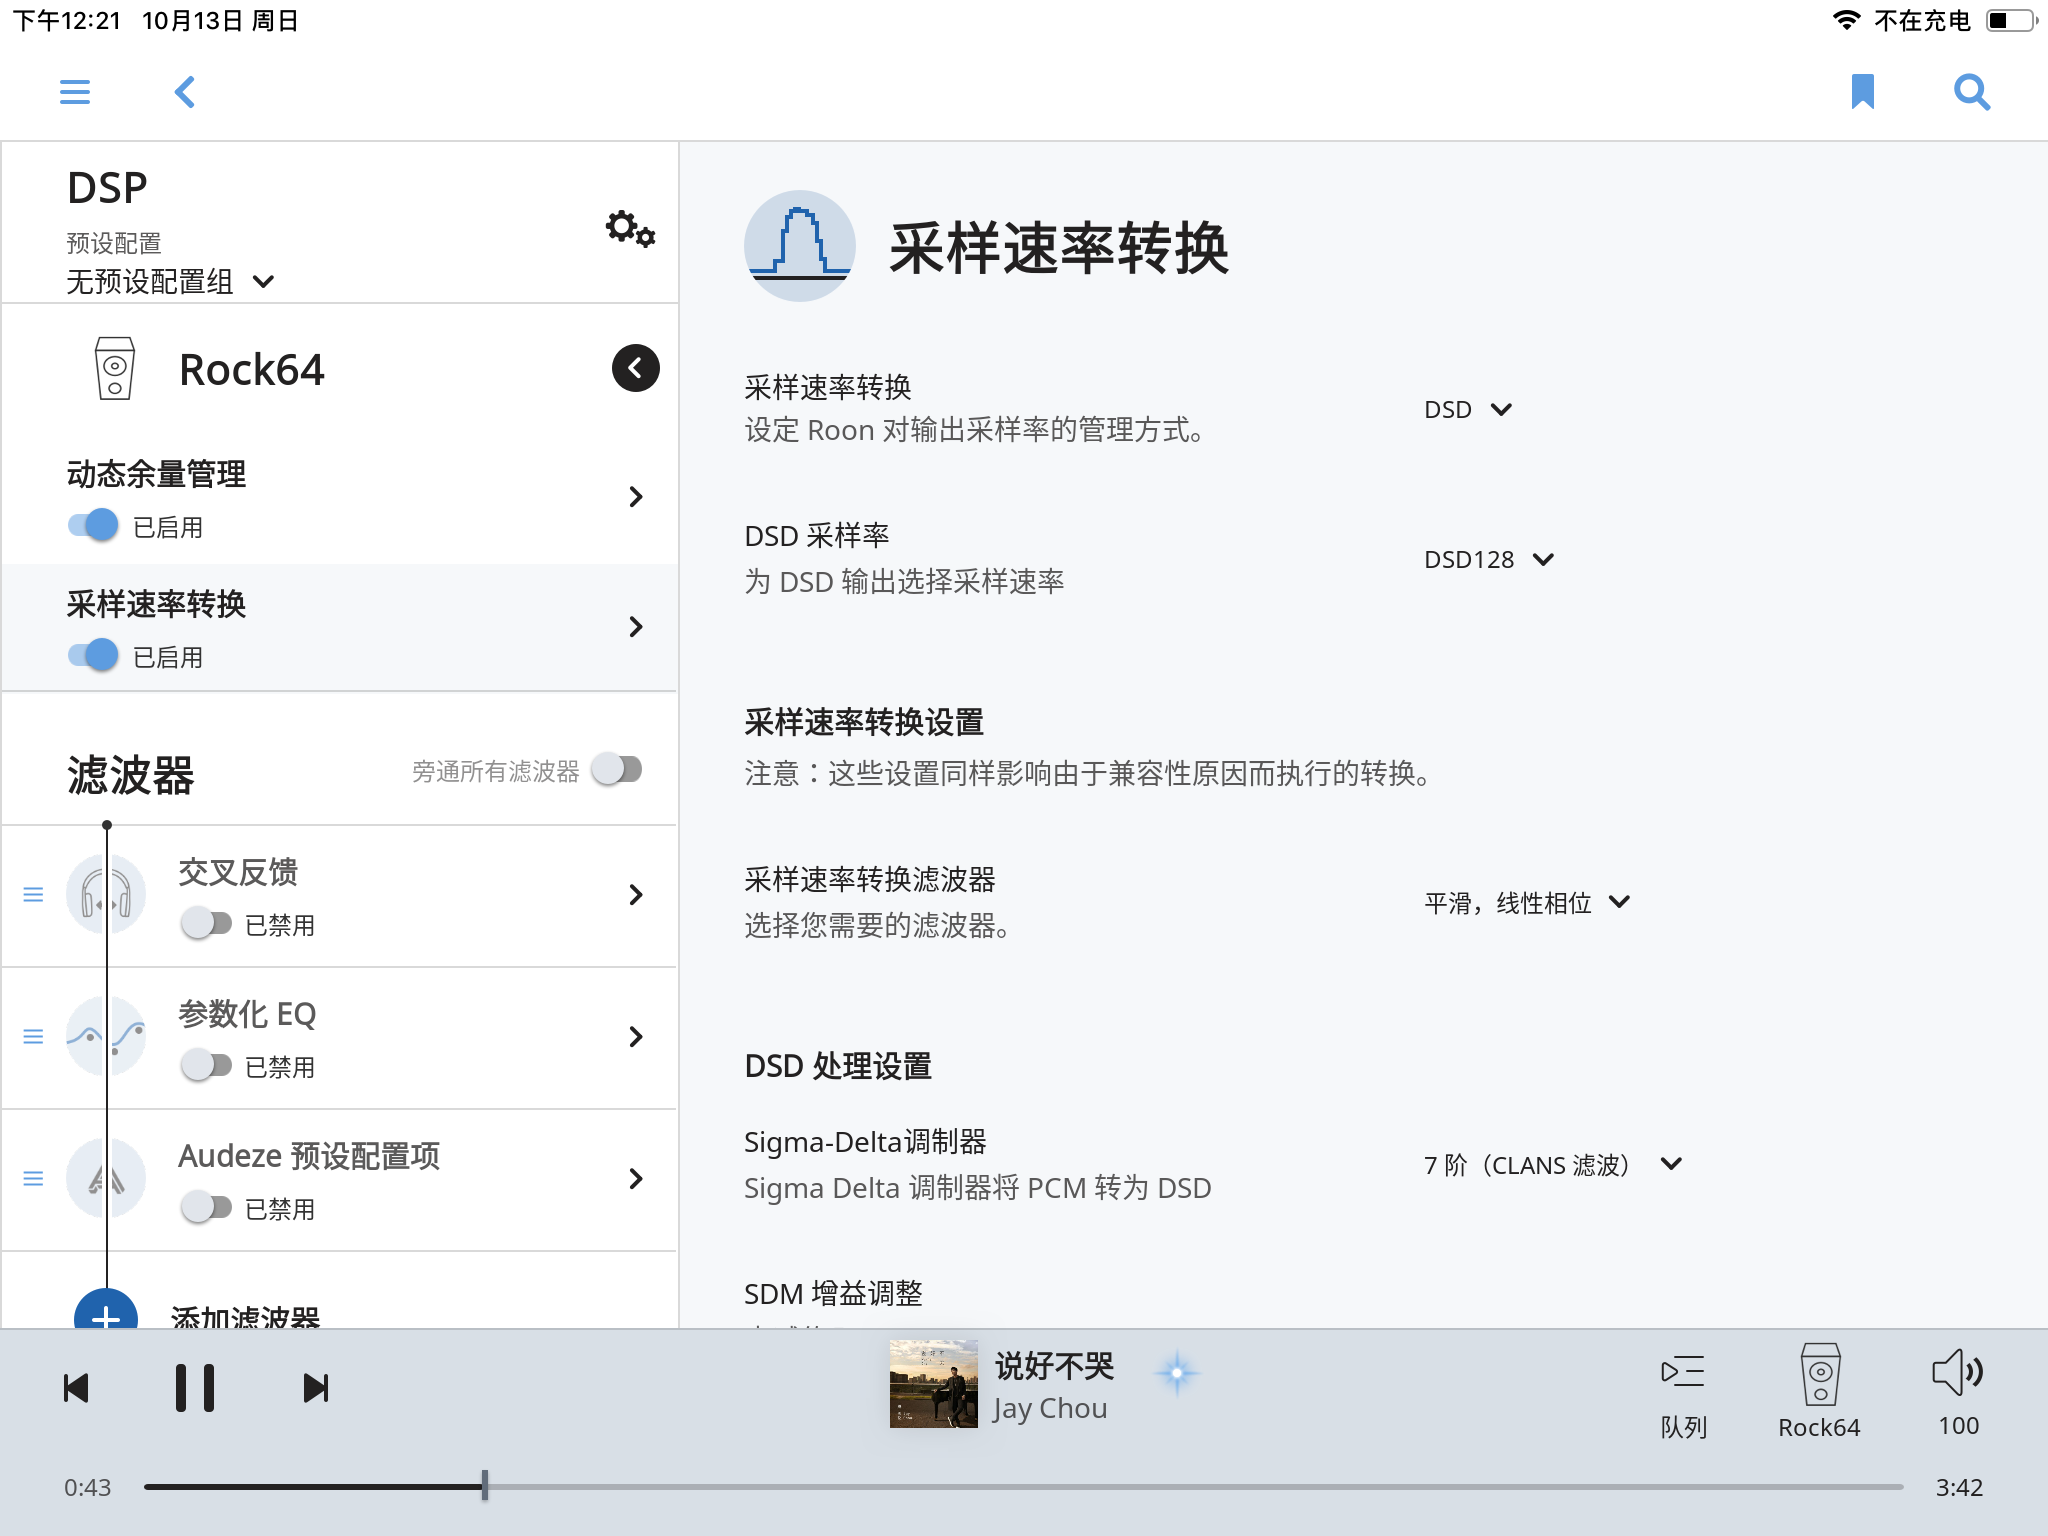 下午12:21 10月13日 周日
不在充电
DSP
预设配置
无预设配置组
Rock64
动态余量管理
已启用
采样速率转换
已启用
滤波器
旁通所有滤波器
交叉反馈
已禁用
参数化 EQ
已禁用
Audeze 预设配置项
已禁用
添加滤波器
采样速率转换
采样速率转换
设定 Roon 对输出采样率的管理方式。
DSD
DSD 采样率
为 DSD 输出选择采样速率
DSD128
采样速率转换设置
注意：这些设置同样影响由于兼容性原因而执行的转换。
采样速率转换滤波器
选择您需要的滤波器。
平滑，线性相位
DSD 处理设置
Sigma-Delta调制器
Sigma Delta 调制器将 PCM 转为 DSD
7 阶（CLANS 滤波）
SDM 增益调整
说好不哭
Jay Chou
队列
Rock64
100
0:43
3:42